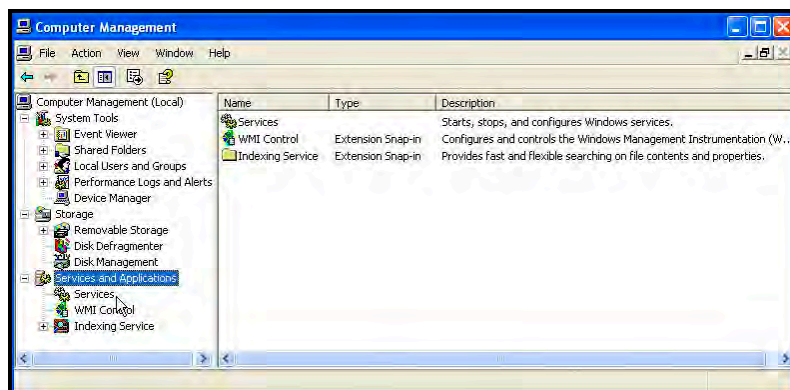 Computer Management
File Action View Window Help
Computer Management (Local)
System Tools
Event Viewer
Shared Folders
Local Users and Groups
Performance Logs and Alerts
Device Manager
Storage
Removable Storage
Disk Defragmenter
Disk Management
Services and Applications
Services
WMI Control
Indexing Service
Name Type Description
Services Starts, stops, and configures Windows services.
WMI Control Extension Snap-in Configures and controls the Windows Management Instrumentation (W...
Indexing Service Extension Snap-in Provides fast and flexible searching on file contents and properties.